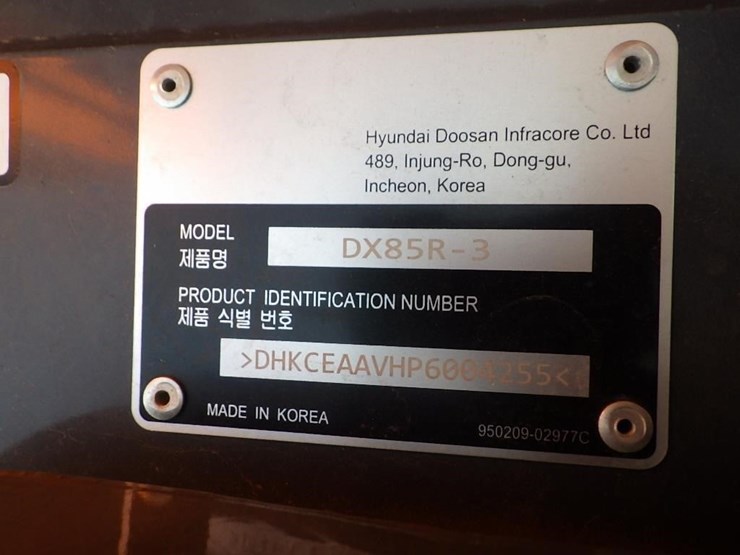 Hyundai Doosan Infracore Co. Ltd
489, Injung-Ro, Dong-gu,
Incheon, Korea
MODEL
제품명
DX85R-3
PRODUCT IDENTIFICATION NUMBER
제품 식별 번호
>DHKCEAAVHP6004255<
MADE IN KOREA
950209-02977C